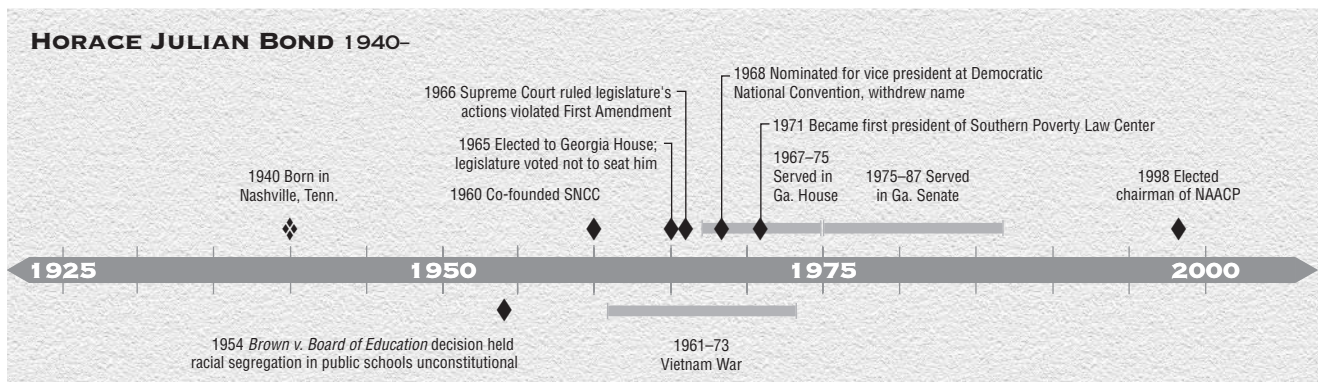 HORACE JULIAN BOND 1940–
1968 Nominated for vice president at Democratic
National Convention, withdrew name
1966 Supreme Court ruled legislature's
actions violated First Amendment
1971 Became first president of Southern Poverty Law Center
1965 Elected to Georgia House;
legislature voted not to seat him
1967–75
Served in
Ga. House
1975–87 Served
in Ga. Senate
1940 Born in
Nashville, Tenn.
1960 Co-founded SNCC
1998 Elected
chairman of NAACP
1925 1950 1975 2000
1954 Brown v. Board of Education decision held
racial segregation in public schools unconstitutional
1961–73
Vietnam War